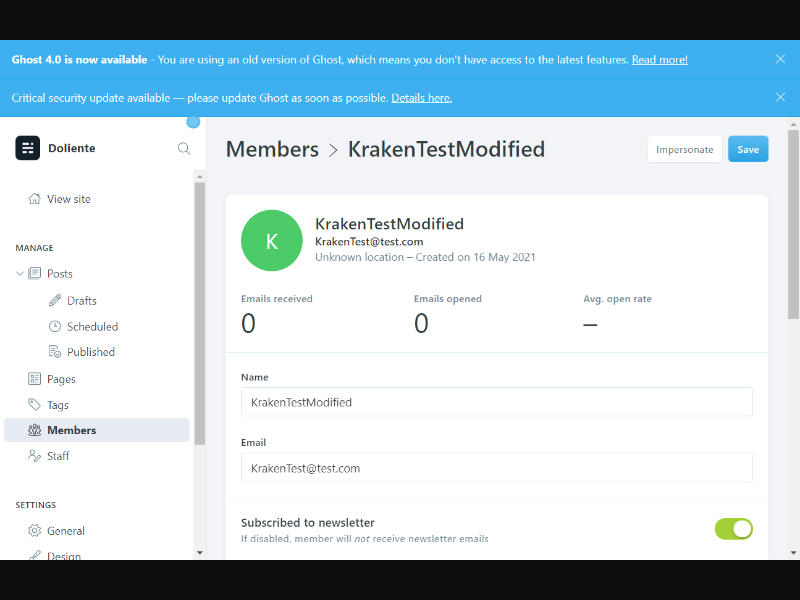 Ghost 4.0 is now available - You are using an old version of Ghost, which means you don't have access to the latest features. Read more!
Critical security update available — please update Ghost as soon as possible. Details here.
Doliente
View site
MANAGE
Posts
Drafts
Scheduled
Published
Pages
Tags
Members
Staff
SETTINGS
General
Design
Members > KrakenTestModified
Impersonate
Save
K
KrakenTestModified
KrakenTest@test.com
Unknown location – Created on 16 May 2021
Emails received
0
Emails opened
0
Avg. open rate
–
Name
KrakenTestModified
Email
KrakenTest@test.com
Subscribed to newsletter
If disabled, member will not receive newsletter emails